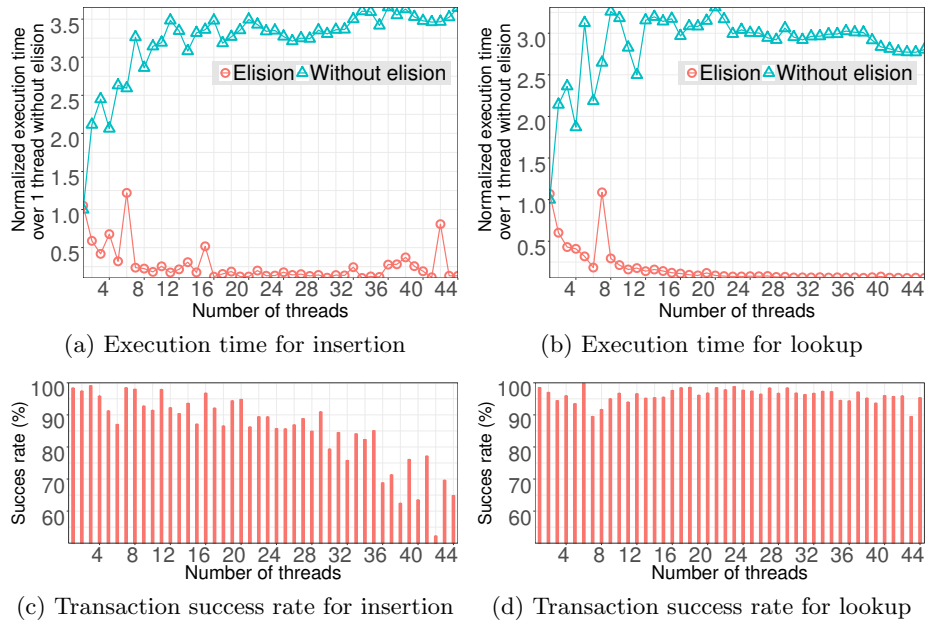 Normalized execution time
over 1 thread without elision
3.5
3.0
2.5
2.0
1.5
1.0
0.5
Elision Without elision
4 8 12 16 20 24 28 32 36 40 44
Number of threads
(a) Execution time for insertion
Normalized execution time
over 1 thread without elision
3.0
2.5
2.0
1.5
1.0
0.5
Elision Without elision
4 8 12 16 20 24 28 32 36 40 44
Number of threads
(b) Execution time for lookup
Succes rate (%)
100
90
80
70
60
4 8 12 16 20 24 28 32 36 40 44
Number of threads
(c) Transaction success rate for insertion
Succes rate (%)
100
90
80
70
60
4 8 12 16 20 24 28 32 36 40 44
Number of threads
(d) Transaction success rate for lookup